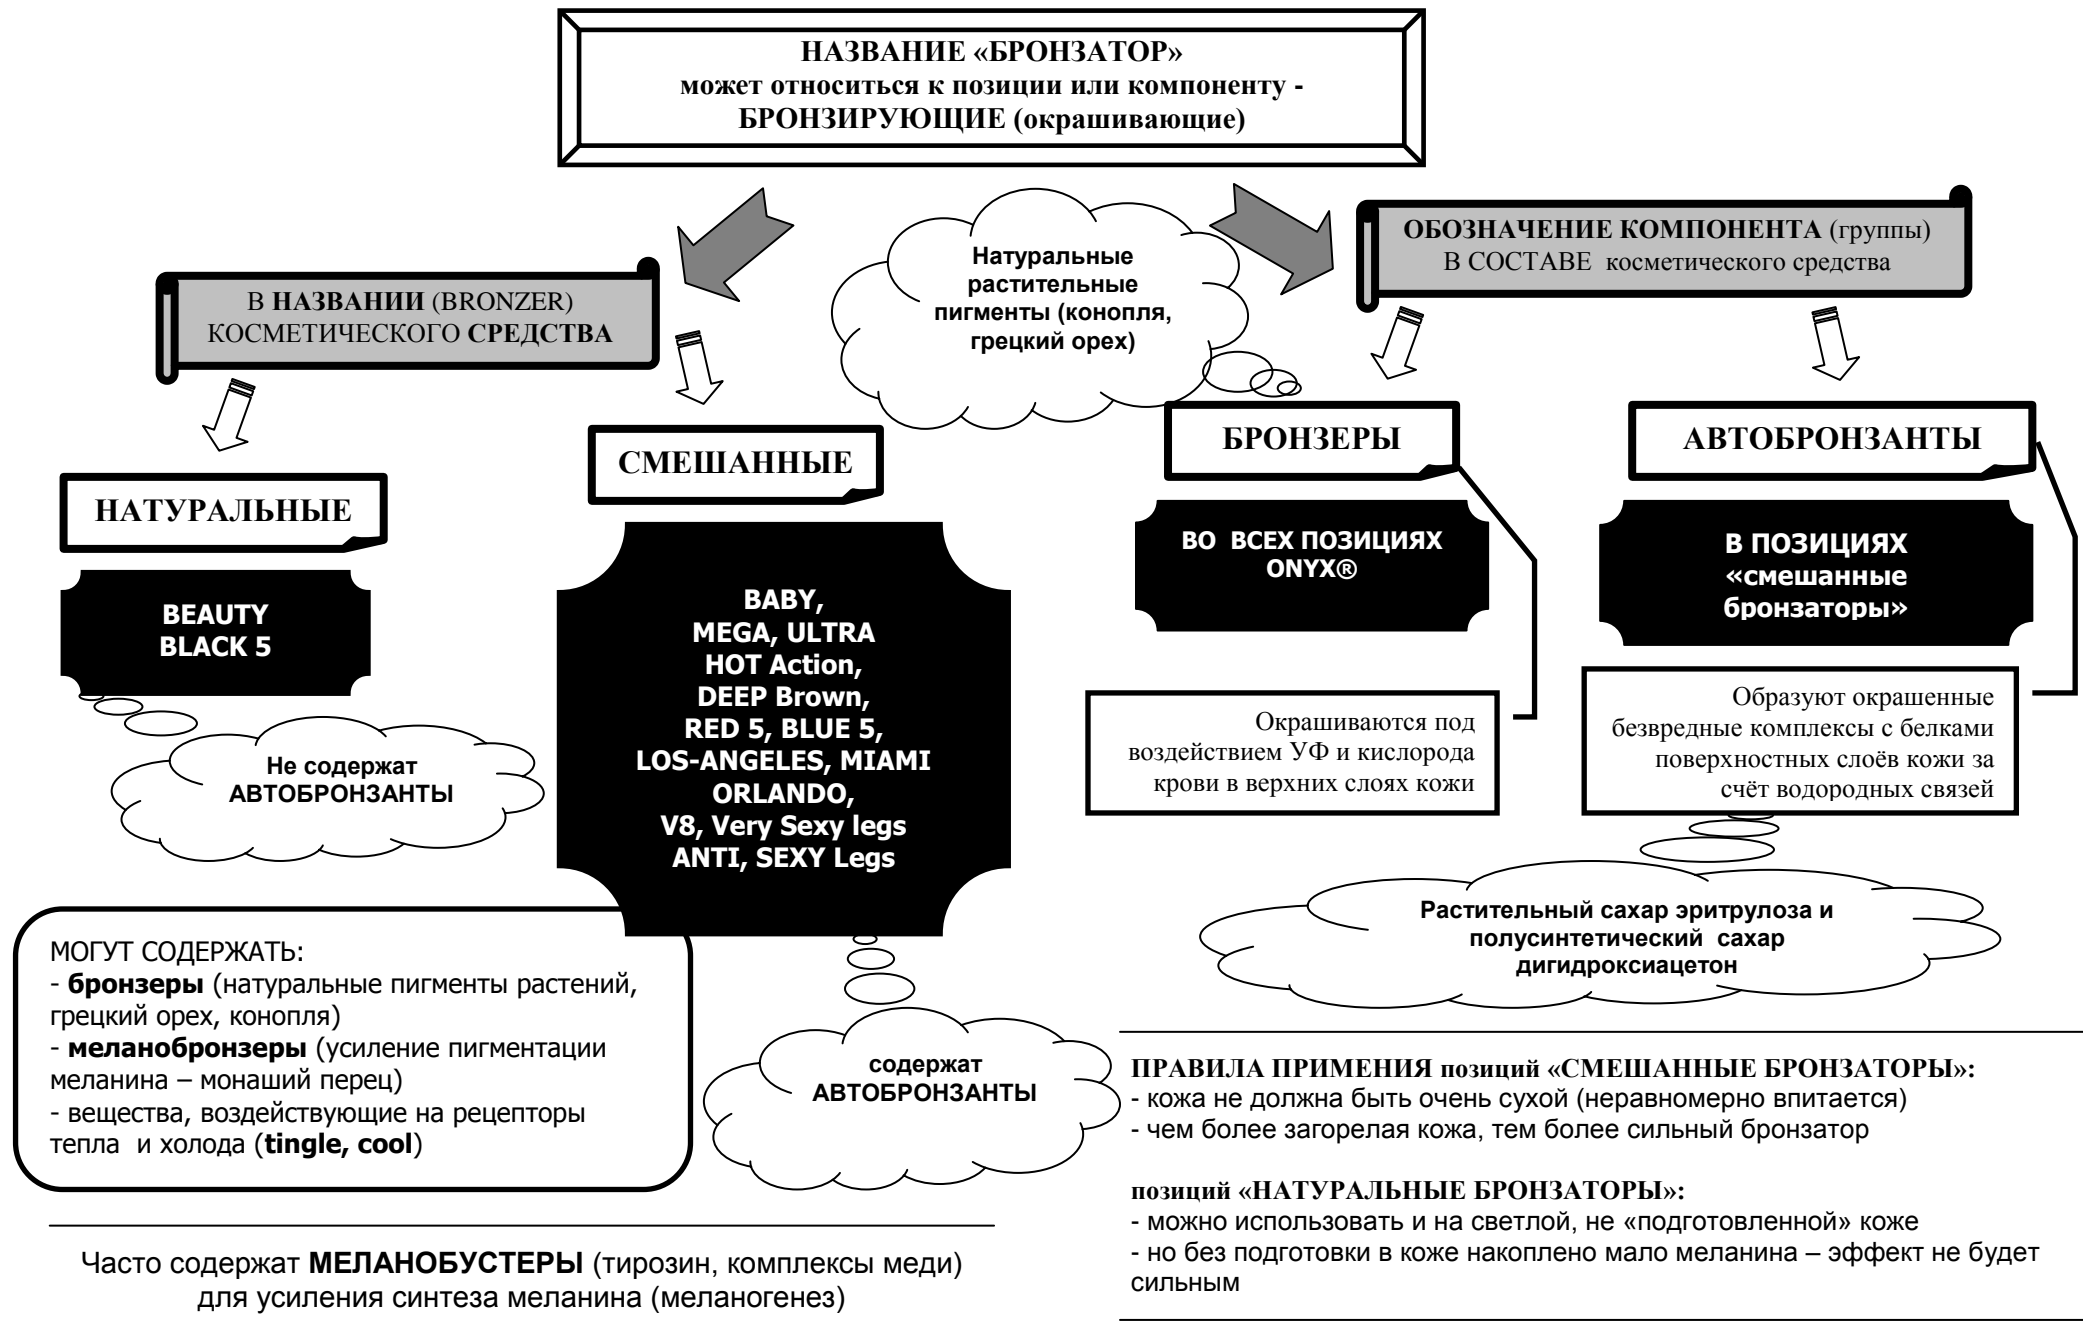 НАЗВАНИЕ «БРОНЗАТОР»
может относиться к позиции или компоненту -
БРОНЗИРУЮЩИЕ (окрашивающие)
В НАЗВАНИИ (BRONZER)
КОСМЕТИЧЕСКОГО СРЕДСТВА
Натуральные
растительные
пигменты (конопля,
грецкий орех)
ОБОЗНАЧЕНИЕ КОМПОНЕНТА (группы)
В СОСТАВЕ косметического средства
НАТУРАЛЬНЫЕ
СМЕШАННЫЕ
БРОНЗЕРЫ
АВТОБРОНЗАНТЫ
BEAUTY
BLACK 5
Не содержат
АВТОБРОНЗАНТЫ
BABY,
MEGA, ULTRA
HOT Action,
DEEP Brown,
RED 5, BLUE 5,
LOS-ANGELES, MIAMI
ORLANDO,
V8, Very Sexy legs
ANTI, SEXY Legs
ВО ВСЕХ ПОЗИЦИЯХ
ONYX®
В ПОЗИЦИЯХ
«смешанные
бронзаторы»
Окрашиваются под
воздействием УФ и кислорода
крови в верхних слоях кожи
Образуют окрашенные
безвредные комплексы с белками
поверхностных слоёв кожи за
счёт водородных связей
Растительный сахар эритрулоза и
полусинтетический сахар
дигидроксиацетон
МОГУТ СОДЕРЖАТЬ:
- бронзеры (натуральные пигменты растений,
грецкий орех, конопля)
- меланобронзеры (усиление пигментации
меланина – монаший перец)
- вещества, воздействующие на рецепторы
тепла и холода (tingle, cool)
содержат
АВТОБРОНЗАНТЫ
Часто содержат МЕЛАНОБУСТЕРЫ (тирозин, комплексы меди)
для усиления синтеза меланина (меланогенез)
ПРАВИЛА ПРИМЕНИЯ позиций «СМЕШАННЫЕ БРОНЗАТОРЫ»:
- кожа не должна быть очень сухой (неравномерно впитается)
- чем более загорелая кожа, тем более сильный бронзатор
позиций «НАТУРАЛЬНЫЕ БРОНЗАТОРЫ»:
- можно использовать и на светлой, не «подготовленной» коже
- но без подготовки в коже накоплено мало меланина – эффект не будет
сильным